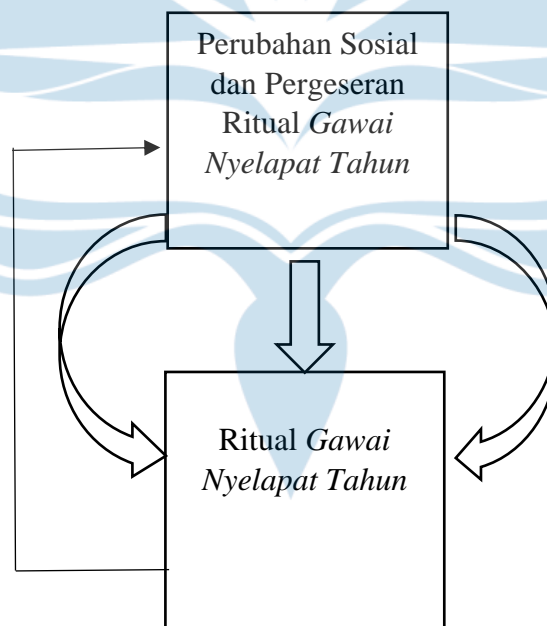 Perubahan Sosial
dan Pergeseran
Ritual Gawai
Nyelapat Tahun
Ritual Gawai
Nyelapat Tahun